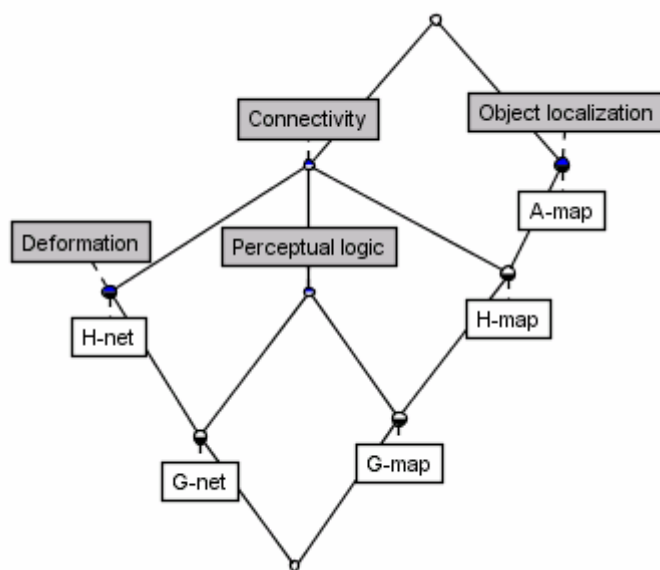 Object localization
Connectivity
A-map
Deformation
Perceptual logic
H-net
H-map
G-net
G-map